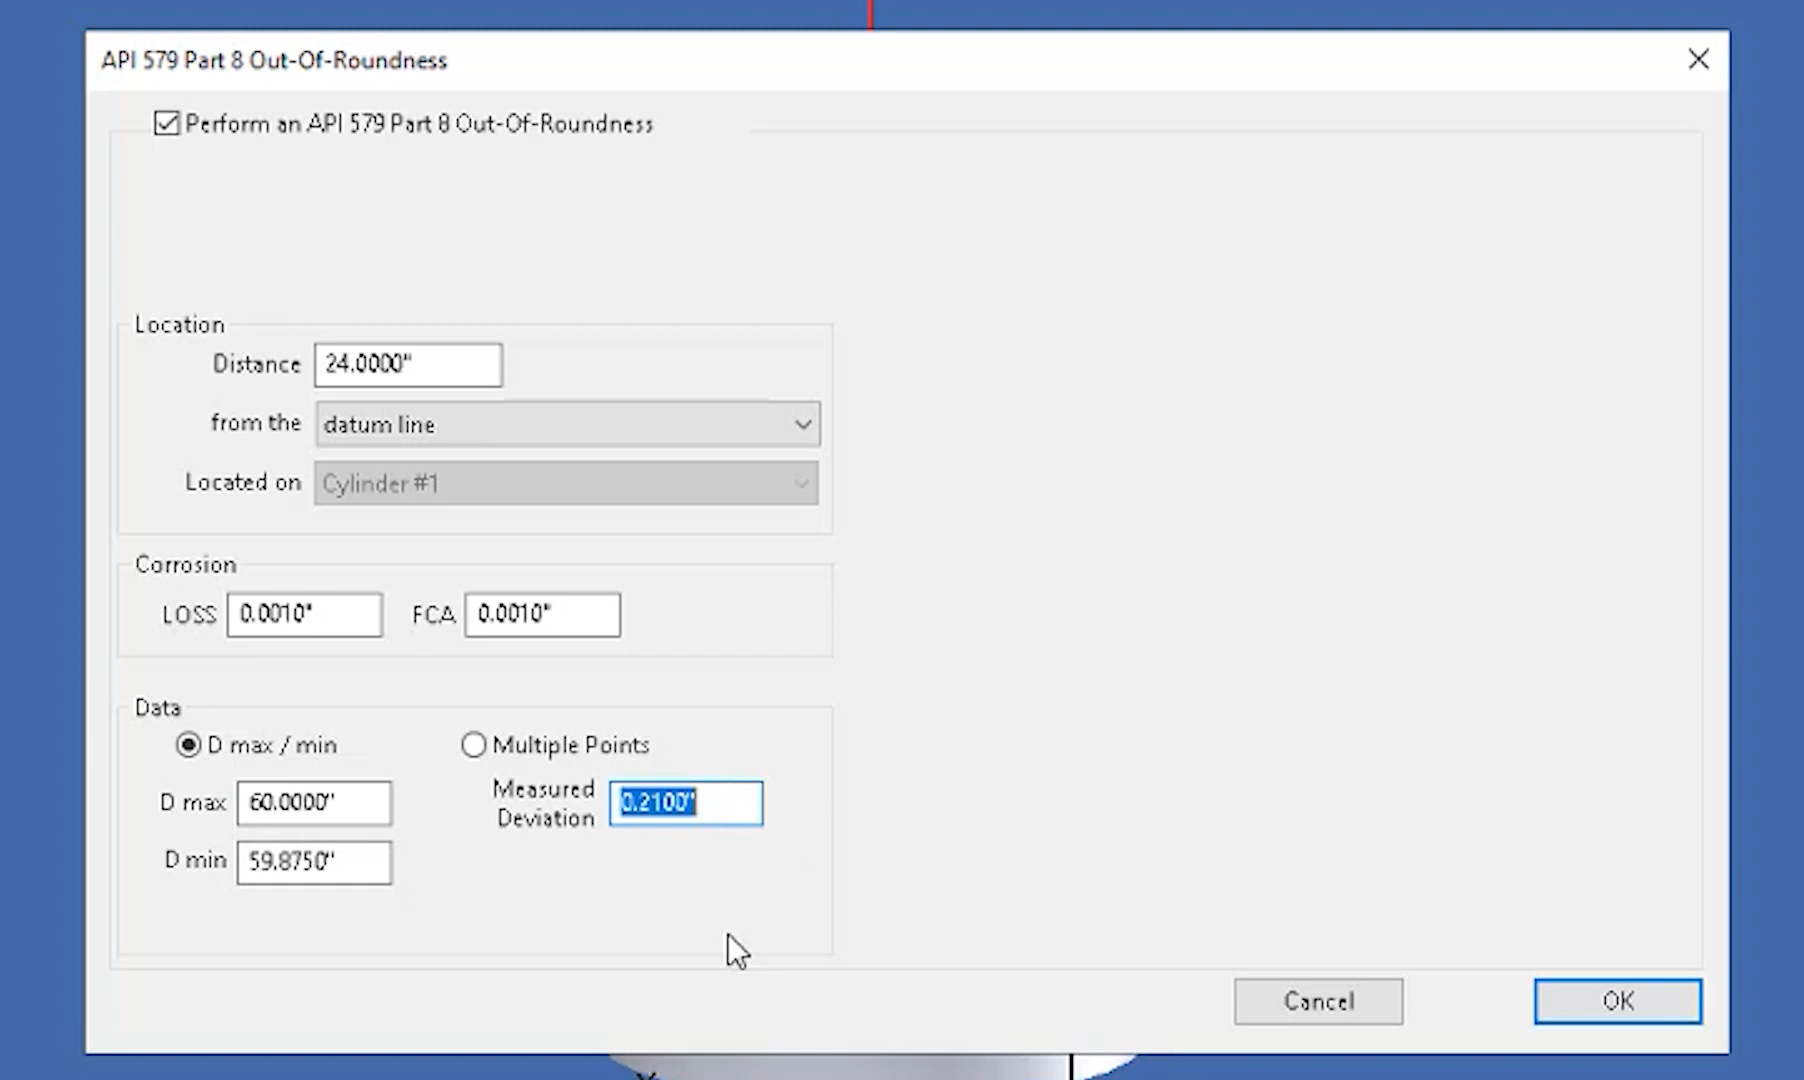 API 579 Part 8 Out-Of-Roundness
Perform an API 579 Part 8 Out-Of-Roundness
Location
Distance 24.0000"
from the datum line
Located on Cylinder #1
Corrosion
LOSS 0.0010" FCA 0.0010"
Data
D max / min Multiple Points
D max 60.0000" Measured Deviation 0.2100"
D min 59.8750"
Cancel OK